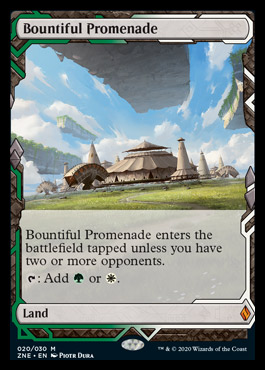 Bountiful Promenade
Bountiful Promenade enters the
battlefield tapped unless you have
two or more opponents.
: Add or .
Land
020/030 M
ZNE • EN Piotr Dura
™ & © 2020 Wizards of the Coast